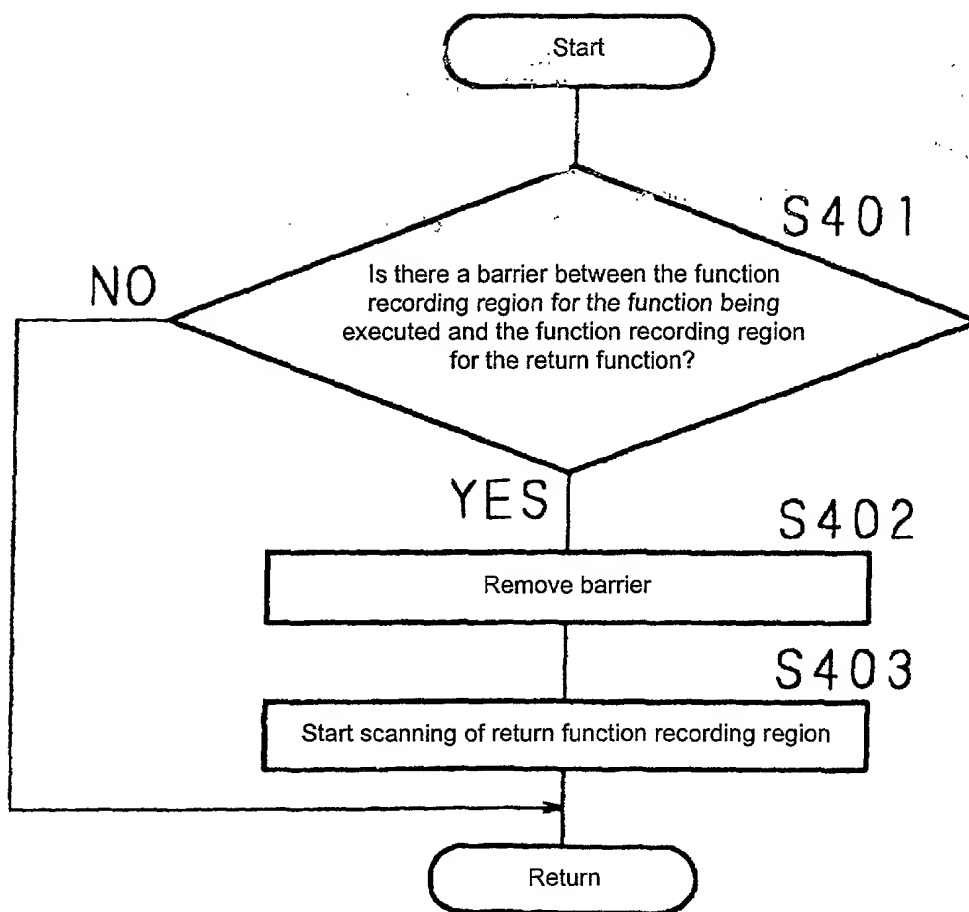 Start
S401
Is there a barrier between the function
recording region for the function being
executed and the function recording region
for the return function?
NO
YES
S402
Remove barrier
S403
Start scanning of return function recording region
Return